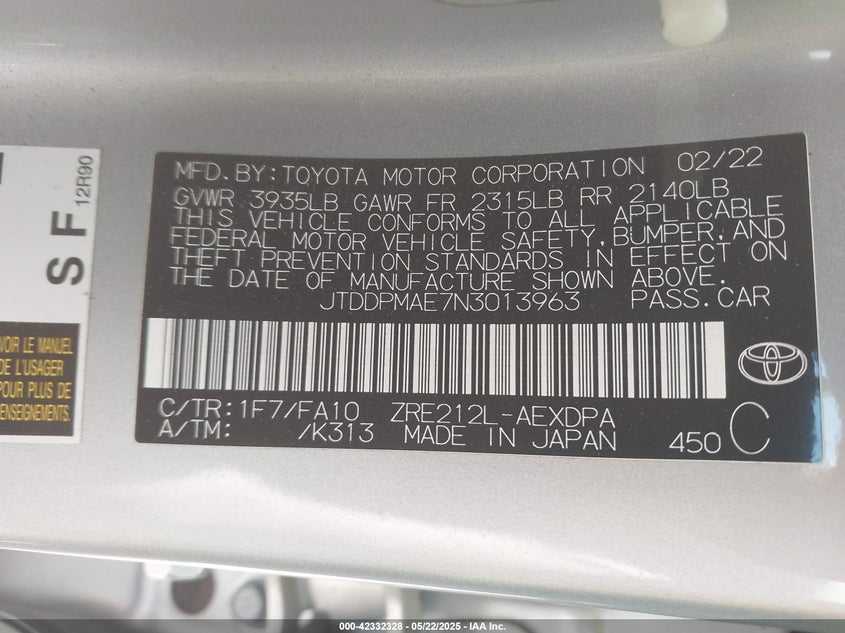 S F
12R90
VOIR LE MANUEL
DE L'USAGER
POUR PLUS DE
MFD.BY:TOYOTA MOTOR CORPORATION 02/22
GVWR 3935LB GAWR FR 2315LB RR 2140LB
THIS VEHICLE CONFORMS TO ALL APPLICABLE
FEDERAL MOTOR VEHICLE SAFETY,BUMPER,AND
THEFT PREVENTION STANDARDS IN EFFECT ON
THE DATE OF MANUFACTURE SHOWN ABOVE.
JTDDPMAE7N3013963 PASS.CAR
C/TR:1F7/FA10 ZRE212L-AEXDPA
A/TM: /K313 MADE IN JAPAN 450 C
000-42332328 - 05/22/2025 - IAA Inc.